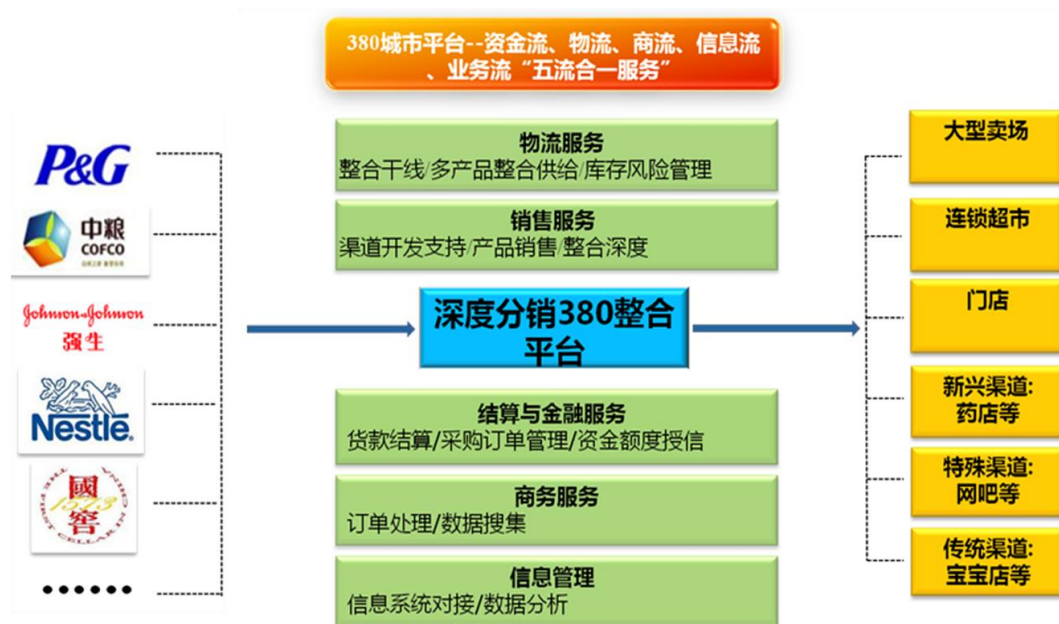 380城市平台--资金流、物流、商流、信息流
、业务流“五流合一服务”
P&G
中粮
COFCO
Johnson & Johnson
强生
Nestlé
國
1573
窖
THE FIRST CELLAR IN CHINA
物流服务
整合干线/多产品整合供给/库存风险管理
销售服务
渠道开发支持/产品销售/整合深度
深度分销380整合
平台
结算与金融服务
货款结算/采购订单管理/资金额度授信
商务服务
订单处理/数据搜集
信息管理
信息系统对接/数据分析
大型卖场
连锁超市
门店
新兴渠道:
药店等
特殊渠道:
网吧等
传统渠道:
宝宝店等